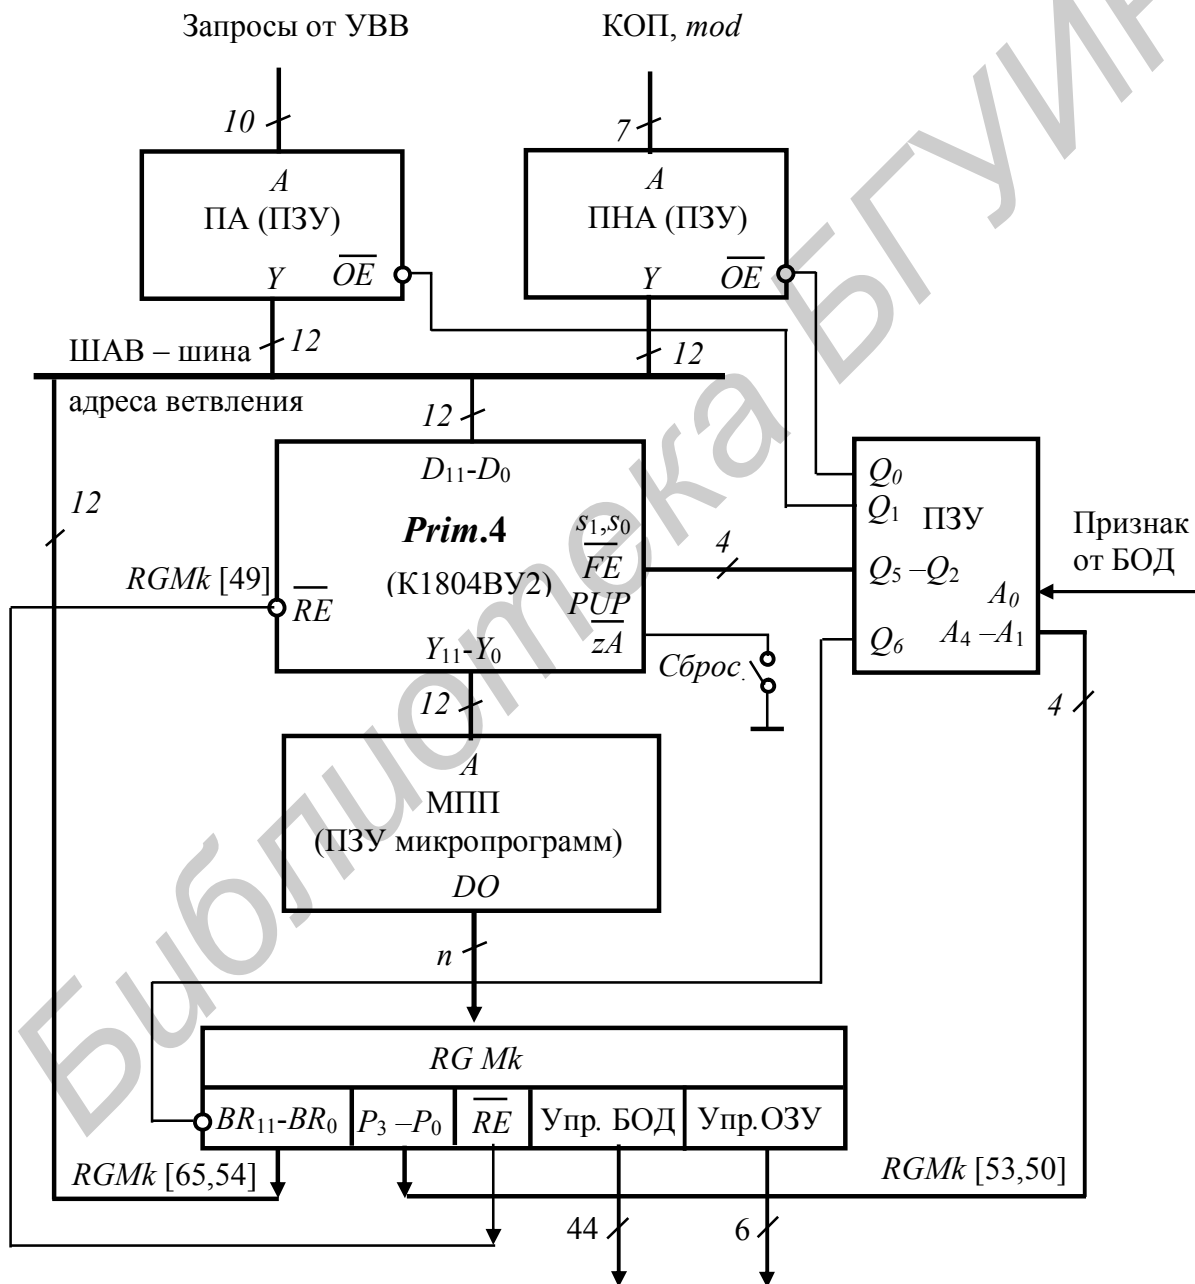 Запросы от УВВ
КОП, mod
10
7
A
ПА (ПЗУ)
Y
OE
A
ПНА (ПЗУ)
Y
OE
ШАВ – шина
12
12
адреса ветвления
12
12
D11-D0
Prim.4
(К1804ВУ2)
s1,s0
FE
PUP
zA
RGMk [49]
RE
Y11-Y0
4
Q0
Q1
ПЗУ
Q5 –Q2
A0
Q6
A4 –A1
Признак
от БОД
Сброс
4
12
A
МПП
(ПЗУ микропрограмм)
DO
n
RG Mk
BR11-BR0
P3 –P0
RE
Упр. БОД
Упр.ОЗУ
RGMk [65,54]
RGMk [53,50]
44
6
Библиотека БГУИР